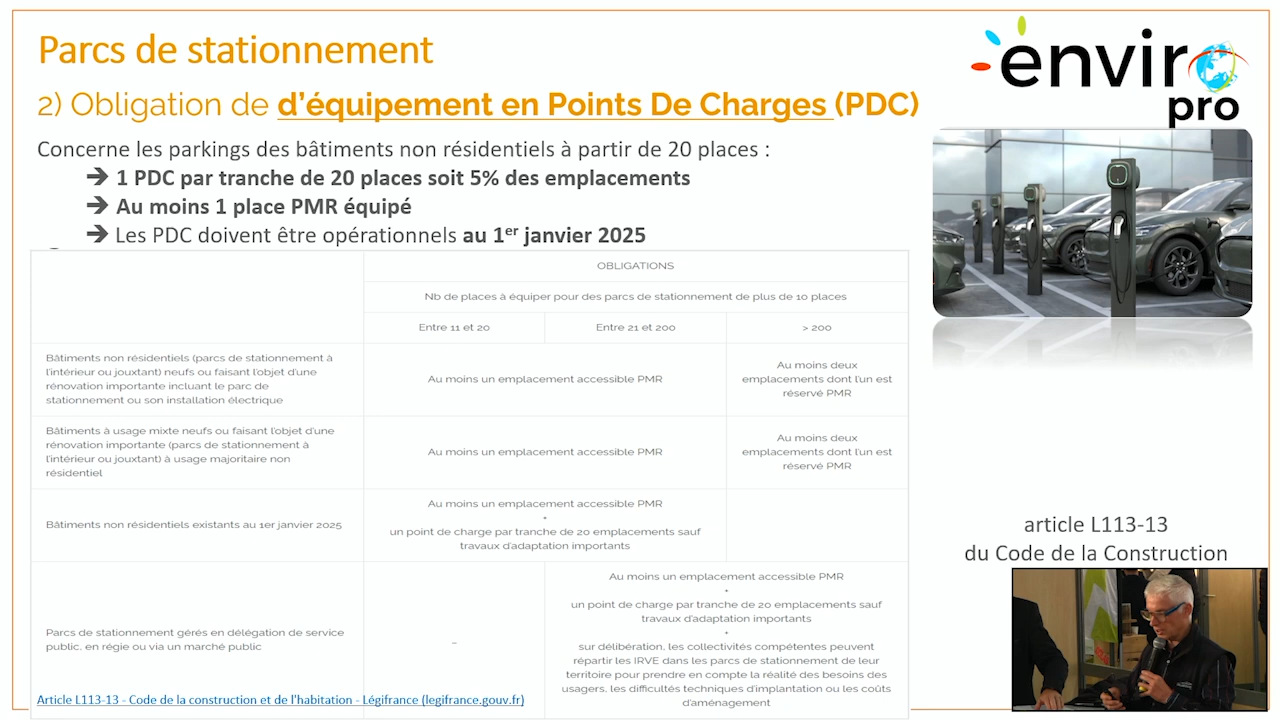 Parcs de stationnement
enviro
pro
2) Obligation de d'équipement en Points De Charges (PDC)
Concerne les parkings des bâtiments non résidentiels à partir de 20 places :
➔ 1 PDC par tranche de 20 places soit 5% des emplacements
➔ Au moins 1 place PMR équipé
➔ Les PDC doivent être opérationnels au 1er janvier 2025
OBLIGATIONS
Nb de places à équiper pour des parcs de stationnement de plus de 10 places
Entre 11 et 20
Entre 21 et 200
> 200
Bâtiments non résidentiels (parcs de stationnement à
l'intérieur ou jouxtant) neufs ou faisant l'objet d'une
rénovation importante incluant le parc de
stationnement ou son installation électrique
Au moins un emplacement accessible PMR
Au moins deux
emplacements dont l'un est
réservé PMR
Bâtiments à usage mixte neufs ou faisant l'objet d'une
rénovation importante (parcs de stationnement à
l'intérieur ou jouxtant) à usage majoritaire non
résidentiel
Au moins un emplacement accessible PMR
Au moins deux
emplacements dont l'un est
réservé PMR
Bâtiments non résidentiels existants au 1er janvier 2025
Au moins un emplacement accessible PMR
+
un point de charge par tranche de 20 emplacements sauf
travaux d'adaptation importants
Parcs de stationnement gérés en délégation de service
public, en régie ou via un marché public
–
Au moins un emplacement accessible PMR
+
un point de charge par tranche de 20 emplacements sauf
travaux d'adaptation importants
+
sur délibération, les collectivités compétentes peuvent
répartir les IRVE dans les parcs de stationnement de leur
territoire pour prendre en compte la réalité des besoins des
usagers, les difficultés techniques d'implantation ou les coûts
d'aménagement
Article L113-13 - Code de la construction et de l'habitation - Légifrance (legifrance.gouv.fr)
article L113-13
du Code de la Construction